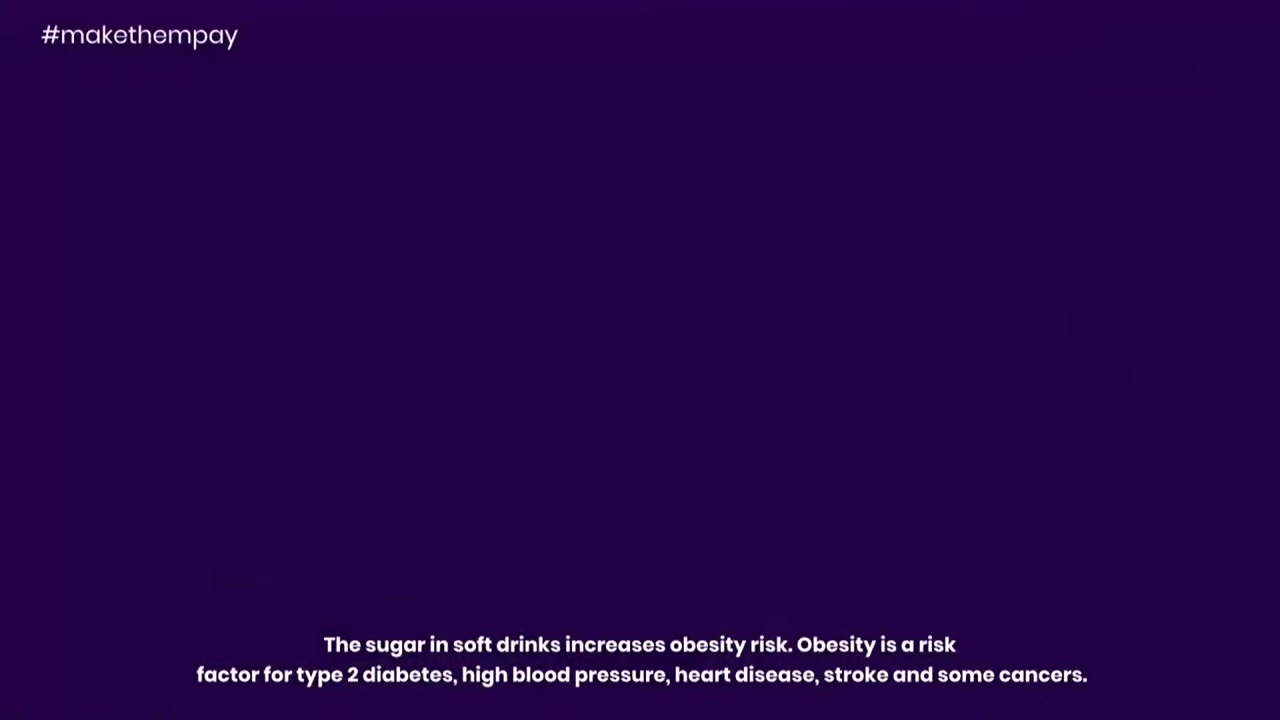 #makethempay
The sugar in soft drinks increases obesity risk. Obesity is a risk
factor for type 2 diabetes, high blood pressure, heart disease, stroke and some cancers.